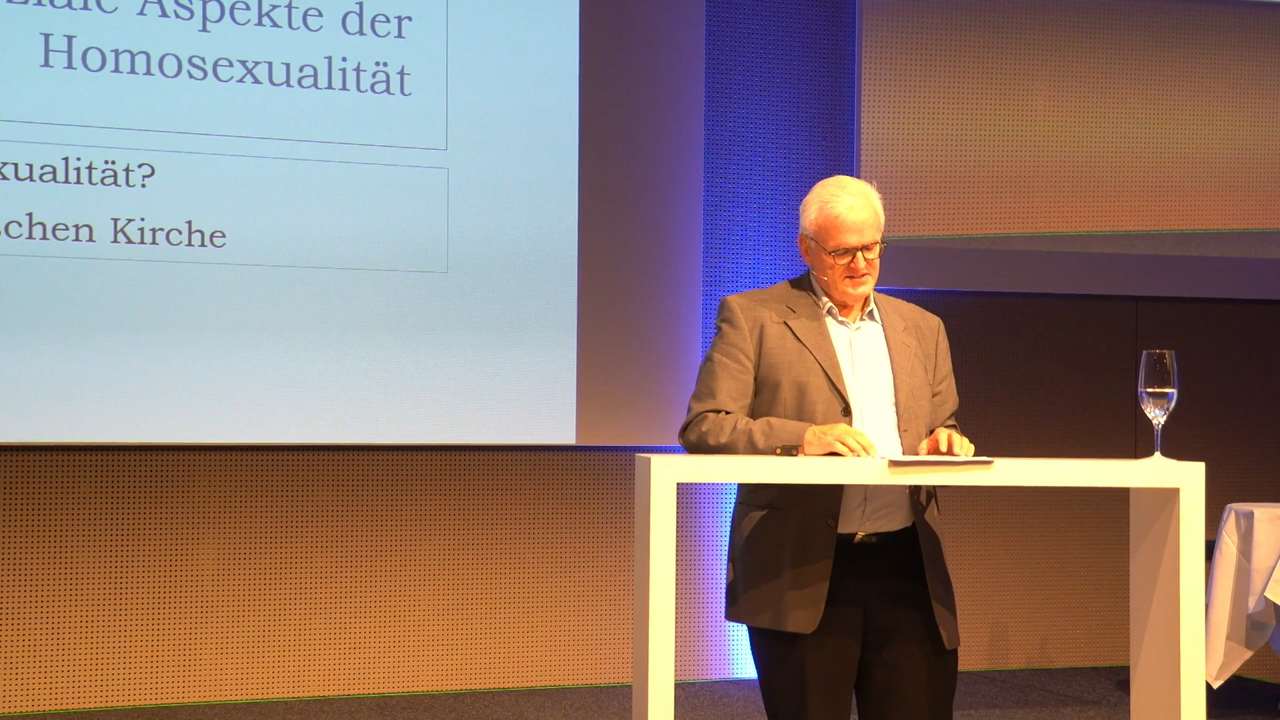 Aspekte der
Homosexualität
xualität?
schen Kirche